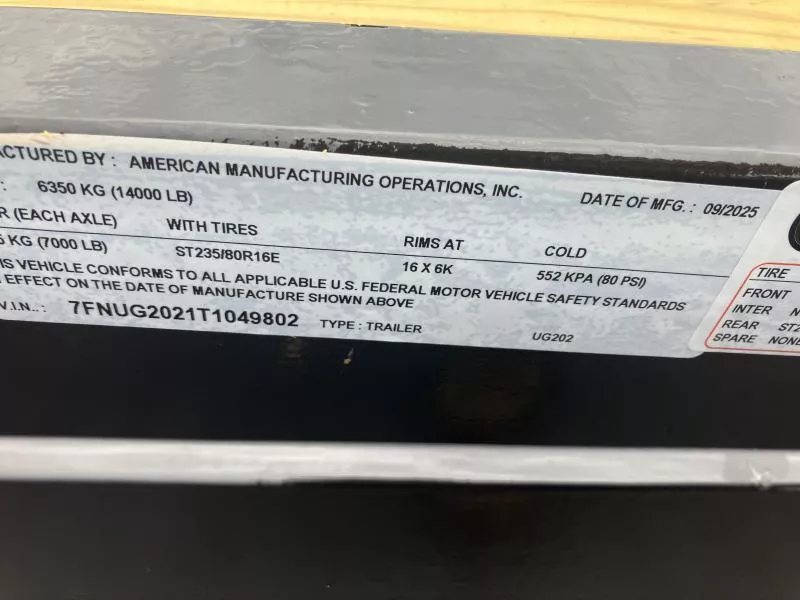 ACTURED BY : AMERICAN MANUFACTURING OPERATIONS, INC. DATE OF MFG. : 09/2025
: 6350 KG (14000 LB)
R (EACH AXLE) WITH TIRES RIMS AT COLD
5 KG (7000 LB) ST235/80R16E 16 X 6K 552 KPA (80 PSI)
IS VEHICLE CONFORMS TO ALL APPLICABLE U.S. FEDERAL MOTOR VEHICLE SAFETY STANDARDS
EFFECT ON THE DATE OF MANUFACTURE SHOWN ABOVE
V.I.N.. : 7FNUG2021T1049802 TYPE : TRAILER UG202
TIRE
FRONT
INTER N
REAR ST2
SPARE NONE